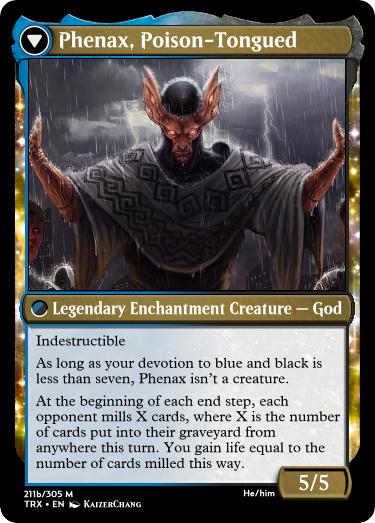 Phenax, Poison-Tongued
Legendary Enchantment Creature — God
Indestructible
As long as your devotion to blue and black is
less than seven, Phenax isn't a creature.
At the beginning of each end step, each
opponent mills X cards, where X is the number
of cards put into their graveyard from
anywhere this turn. You gain life equal to the
number of cards milled this way.
5/5
211b/305 M
He/him
TRX • EN KaizerChang